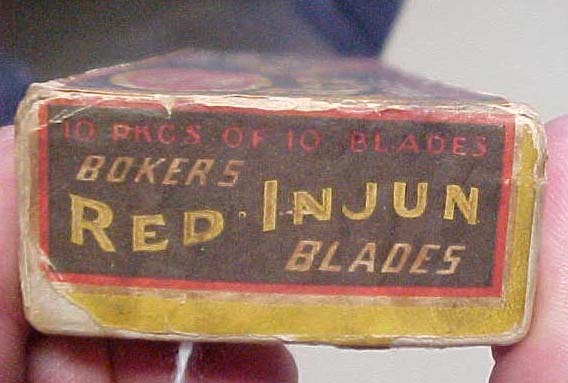 10 PKGS OF 10 BLADES
BOKERS
RED INJUN
BLADES